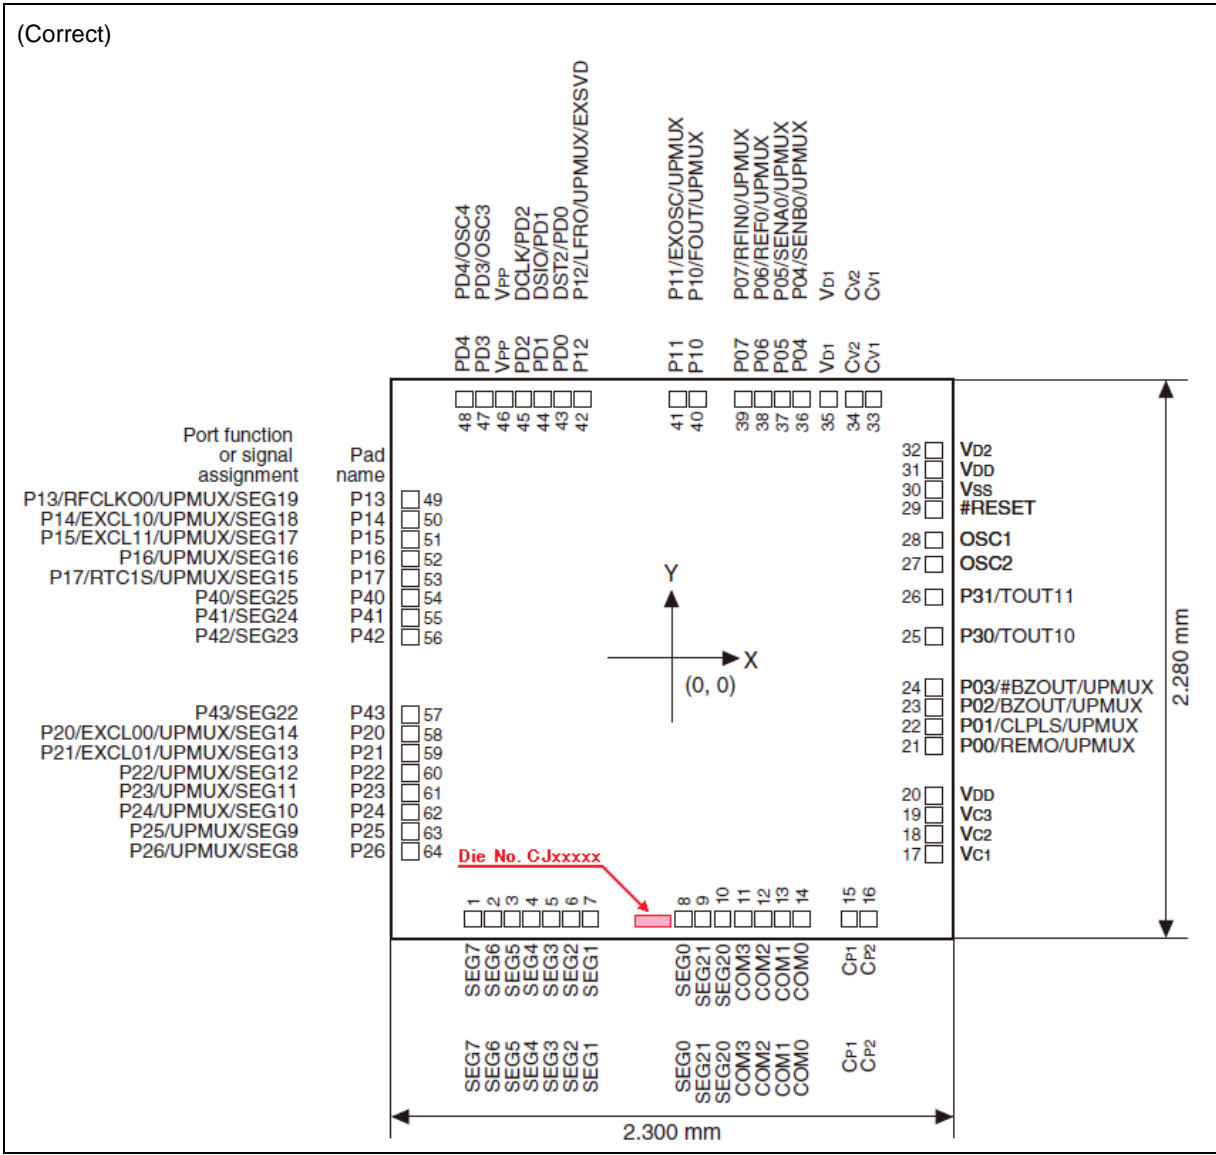 (Correct)
PD4/OSC4
PD3/OSC3
VPP
DCLK/PD2
DSIO/PD1
DST2/PD0
P12/LFRO/UPMUX/EXSVD
P11/EXOSC/UPMUX
P10/FOUT/UPMUX
P07/RFIN0/UPMUX
P06/REF0/UPMUX
P05/SENA0/UPMUX
P04/SENB0/UPMUX
VD1
CV2
CV1
PD4
PD3
VPP
PD2
PD1
PD0
P12
P11
P10
P07
P06
P05
P04
VD1
CV2
CV1
48
47
46
45
44
43
42
41
40
39
38
37
36
35
34
33
Port function
or signal
assignment
Pad
name
P13/RFCLKO0/UPMUX/SEG19 P13 49
P14/EXCL10/UPMUX/SEG18 P14 50
P15/EXCL11/UPMUX/SEG17 P15 51
P16/UPMUX/SEG16 P16 52
P17/RTC1S/UPMUX/SEG15 P17 53
P40/SEG25 P40 54
P41/SEG24 P41 55
P42/SEG23 P42 56
P43/SEG22 P43 57
P20/EXCL00/UPMUX/SEG14 P20 58
P21/EXCL01/UPMUX/SEG13 P21 59
P22/UPMUX/SEG12 P22 60
P23/UPMUX/SEG11 P23 61
P24/UPMUX/SEG10 P24 62
P25/UPMUX/SEG9 P25 63
P26/UPMUX/SEG8 P26 64
32 VD2
31 VDD
30 VSS
29 #RESET
28 OSC1
27 OSC2
26 P31/TOUT11
25 P30/TOUT10
24 P03/#BZOUT/UPMUX
23 P02/BZOUT/UPMUX
22 P01/CLPLS/UPMUX
21 P00/REMO/UPMUX
20 VDD
19 VC3
18 VC2
17 VC1
Y
X
(0, 0)
2.280 mm
Die No. CJxxxxx
1
2
3
4
5
6
7
8
9
10
11
12
13
14
15
16
SEG7
SEG6
SEG5
SEG4
SEG3
SEG2
SEG1
SEG0
SEG21
SEG20
COM3
COM2
COM1
COM0
CP1
CP2
SEG7
SEG6
SEG5
SEG4
SEG3
SEG2
SEG1
SEG0
SEG21
SEG20
COM3
COM2
COM1
COM0
CP1
CP2
2.300 mm